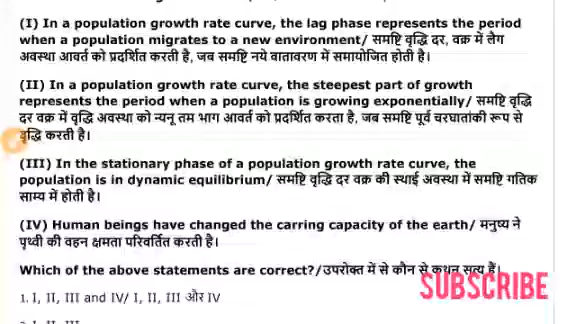 (I) In a population growth rate curve, the lag phase represents the period
when a population migrates to a new environment/ समष्टि वृद्धि दर, वक्र में लैग
अवस्था आवर्त को प्रदर्शित करती है, जब समष्टि नये वातावरण में समायोजित होती है।
(II) In a population growth rate curve, the steepest part of growth
represents the period when a population is growing exponentially/ समष्टि वृद्धि
दर वक्र में वृद्धि अवस्था को न्यनू तम भाग आवर्त को प्रदर्शित करता है, जब समष्टि पूर्व चरघातांकी रूप से
वृद्धि करती है।
(III) In the stationary phase of a population growth rate curve, the
population is in dynamic equilibrium/ समष्टि वृद्धि दर वक्र की स्थाई अवस्था में समष्टि गतिक
साम्य में होती है।
(IV) Human beings have changed the carring capacity of the earth/ मनुष्य ने
पृथ्वी की वहन क्षमता परिवर्तित करती है।
Which of the above statements are correct?/उपरोक्त में से कौन से कथन सत्य हैं।
SUBSCRIBE
1. I, II, III and IV/ I, II, III और IV